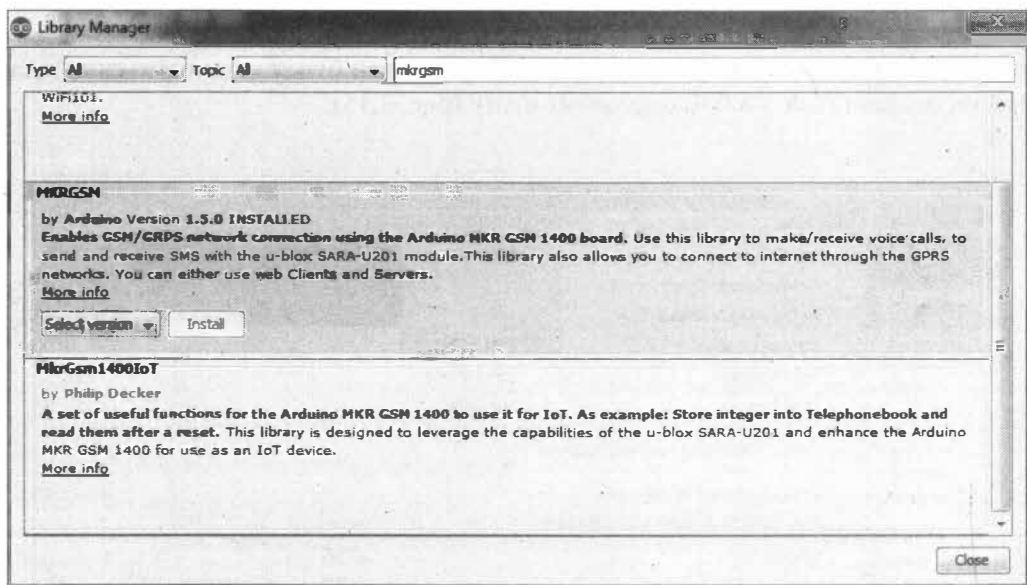 Library Manager
Type All Topic All mkrgsm
WiFi101.
More info
MKRGSM
by Arduino Version 1.5.0 INSTALLED
Enables GSM/GRPS network connection using the Arduino MKR GSM 1400 board. Use this library to make/receive voice calls, to
send and receive SMS with the u-blox SARA-U201 module.This library also allows you to connect to internet through the GPRS
networks. You can either use web Clients and Servers.
More info
Select version Install
MkrGsm1400IoT
by Philip Decker
A set of useful functions for the Arduino MKR GSM 1400 to use it for IoT. As example: Store integer into Telephonebook and
read them after a reset. This library is designed to leverage the capabilities of the u-blox SARA-U201 and enhance the Arduino
MKR GSM 1400 for use as an IoT device.
More info
Close